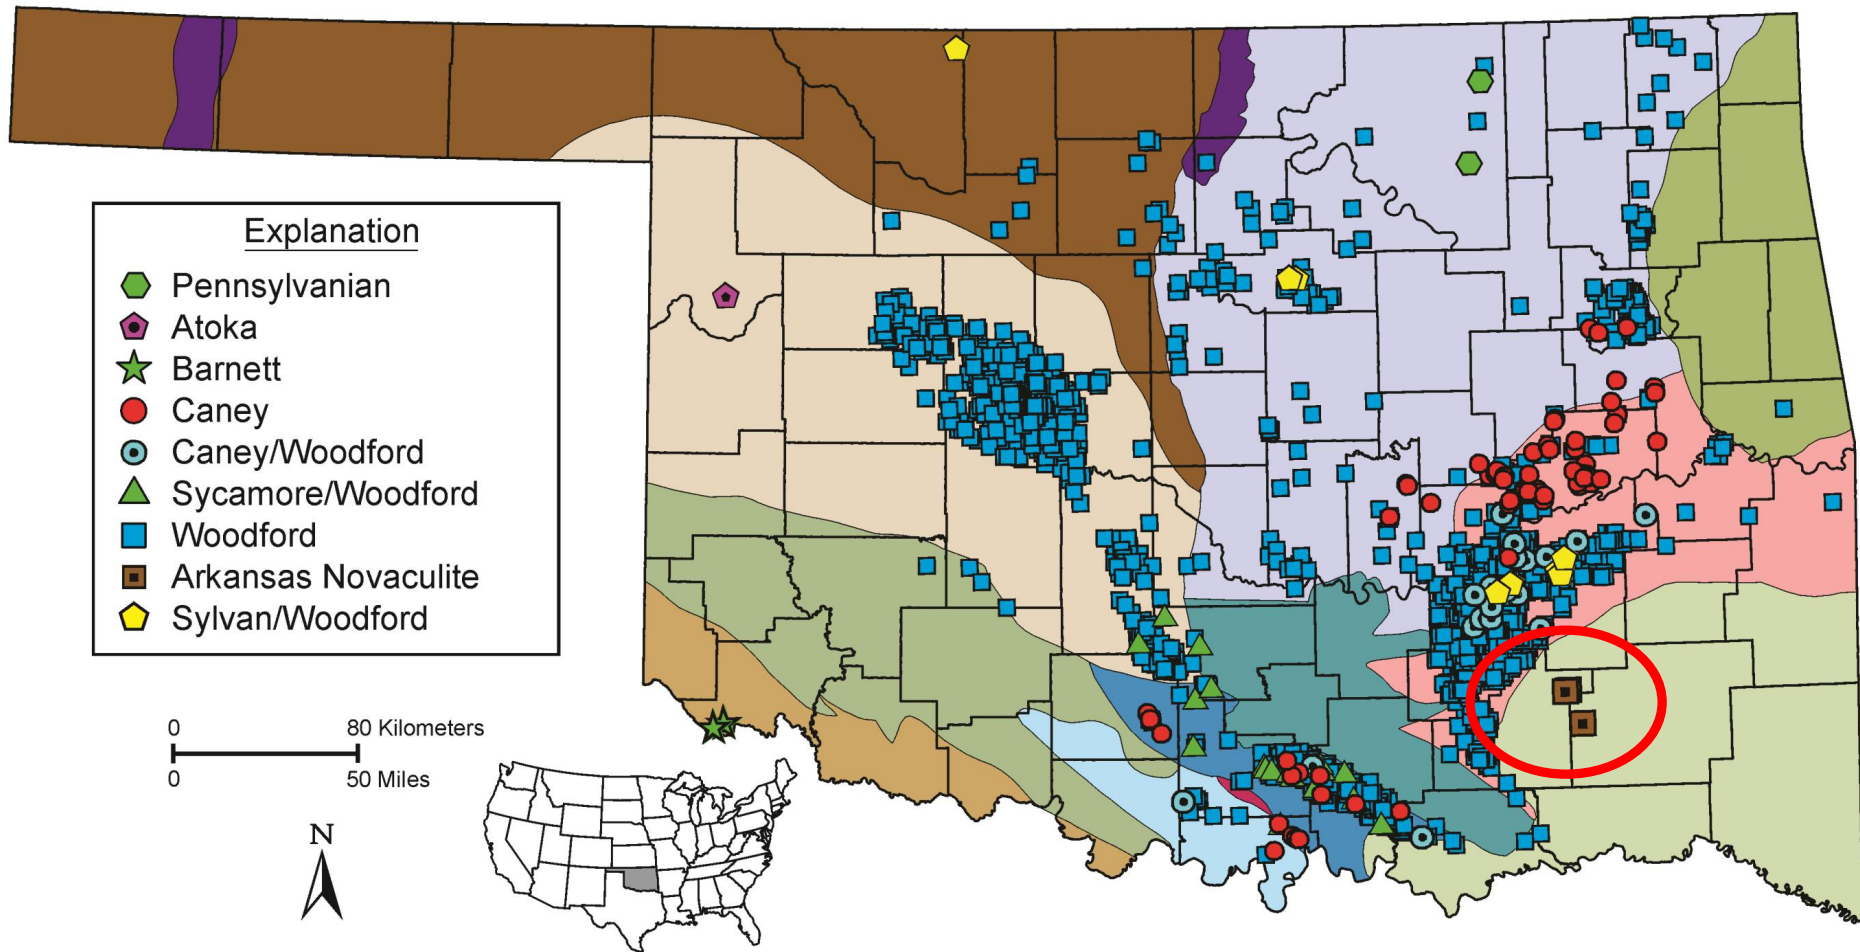 Explanation
Pennsylvanian
Atoka
Barnett
Caney
Caney/Woodford
Sycamore/Woodford
Woodford
Arkansas Novaculite
Sylvan/Woodford
0 80 Kilometers
0 50 Miles
N